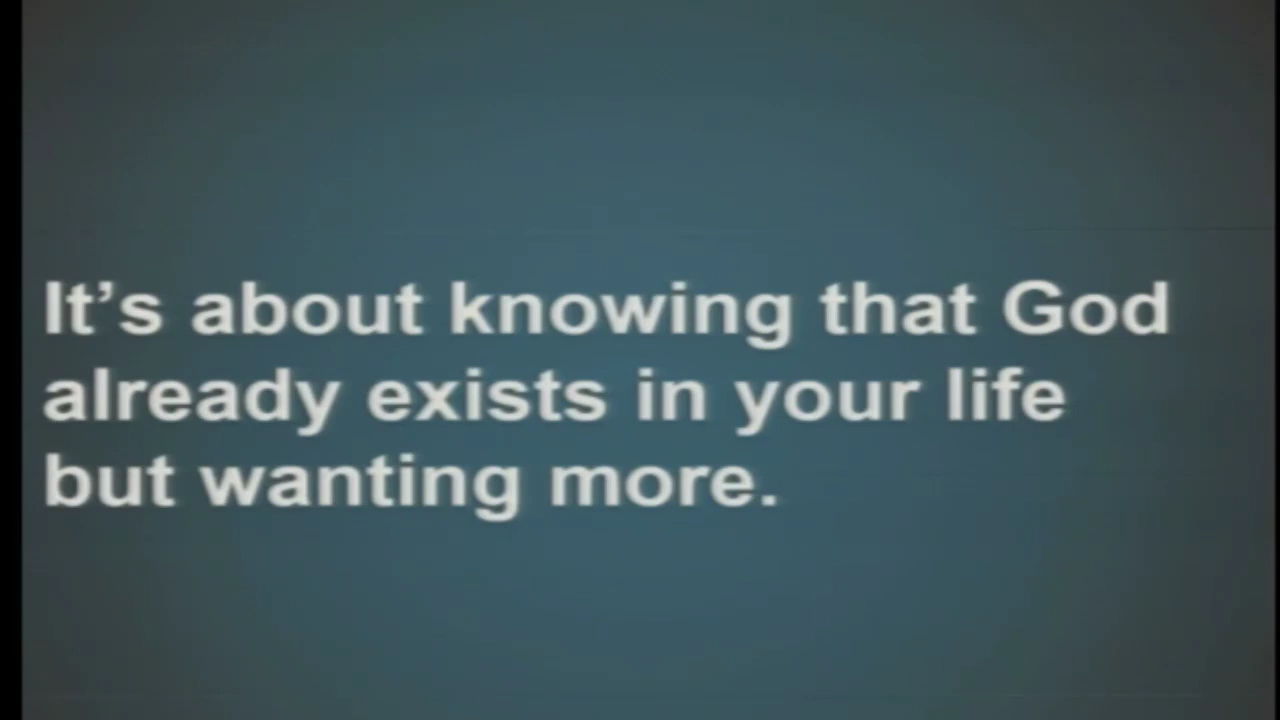 It’s about knowing that God
already exists in your life
but wanting more.